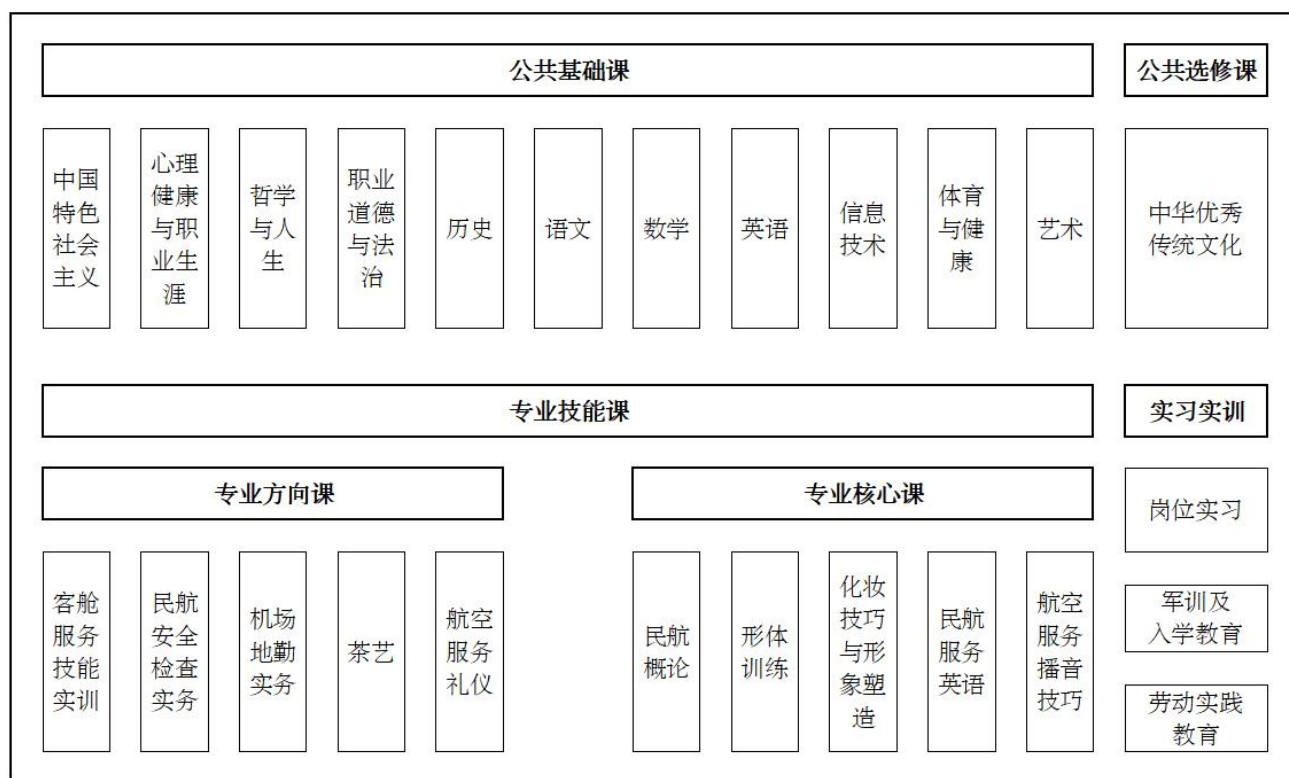 公共基础课
公共选修课
中国
特色
社会
主义
心理
健康
与职
业生
涯
哲学
与人
生
职业
道德
与法
治
历史
语文
数学
英语
信息
技术
体育
与健
康
艺术
中华优秀
传统文化
专业技能课
实习实训
专业方向课
专业核心课
客舱
服务
技能
实训
民航
安全
检查
实务
机场
地勤
实务
茶艺
航空
服务
礼仪
民航
概论
形体
训练
化妆
技巧
与形
象塑
造
民航
服务
英语
航空
服务
播音
技巧
岗位实习
军训及
入学教育
劳动实践
教育